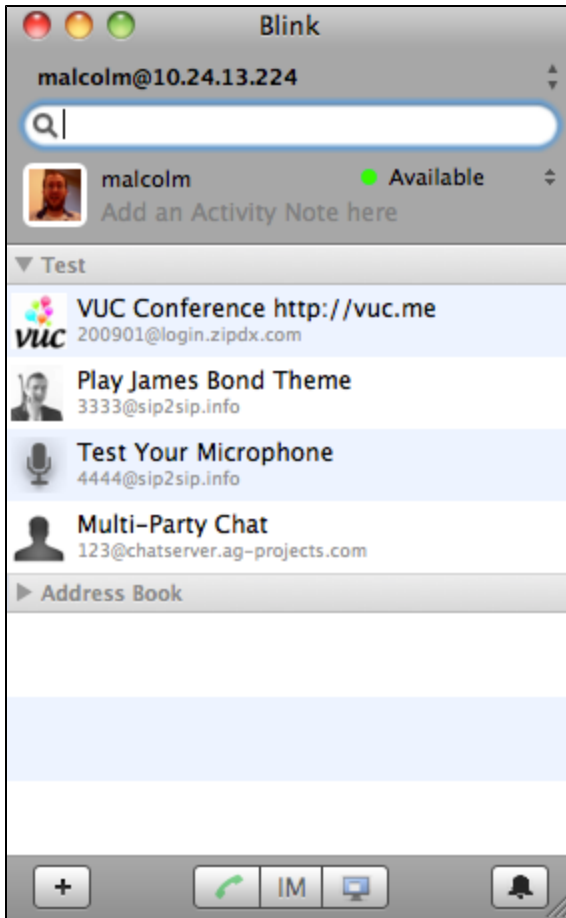 Blink
malcolm@10.24.13.224
malcolm
Available
Add an Activity Note here
Test
vuc
VUC Conference http://vuc.me
200901@login.zipdx.com
Play James Bond Theme
3333@sip2sip.info
Test Your Microphone
4444@sip2sip.info
Multi-Party Chat
123@chatserver.ag-projects.com
Address Book
+
IM